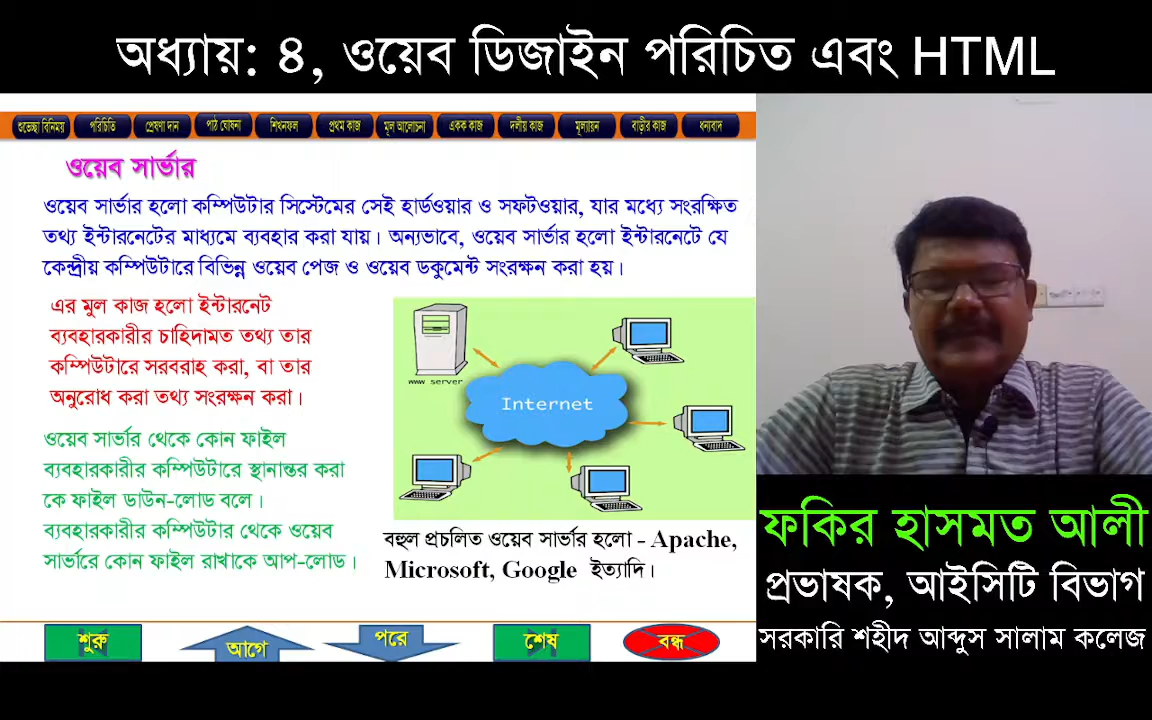 অধ্যায়: ৪, ওয়েব ডিজাইন পরিচিত এবং HTML
শুভেচ্ছা বিনিময় পরিচিতি প্রেষণা দান পাঠ ঘোষনা শিখনফল প্রথম কাজ মূল আলোচনা একক কাজ দলীয় কাজ মূল্যায়ন বাড়ীর কাজ ধন্যবাদ
ওয়েব সার্ভার
ওয়েব সার্ভার হলো কম্পিউটার সিস্টেমের সেই হার্ডওয়ার ও সফটওয়ার, যার মধ্যে সংরক্ষিত
তথ্য ইন্টারনেটের মাধ্যমে ব্যবহার করা যায়। অন্যভাবে, ওয়েব সার্ভার হলো ইন্টারনেটে যে
কেন্দ্রীয় কম্পিউটারে বিভিন্ন ওয়েব পেজ ও ওয়েব ডকুমেন্ট সংরক্ষন করা হয়।
এর মুল কাজ হলো ইন্টারনেট
ব্যবহারকারীর চাহিদামত তথ্য তার
কম্পিউটারে সরবরাহ করা, বা তার
অনুরোধ করা তথ্য সংরক্ষন করা।
ওয়েব সার্ভার থেকে কোন ফাইল
ব্যবহারকারীর কম্পিউটারে স্থানান্তর করা
কে ফাইল ডাউন-লোড বলে।
ব্যবহারকারীর কম্পিউটার থেকে ওয়েব
সার্ভারে কোন ফাইল রাখাকে আপ-লোড।
www server
Internet
বহুল প্রচলিত ওয়েব সার্ভার হলো - Apache,
Microsoft, Google ইত্যাদি।
শুরু আগে পরে শেষ বন্ধ
ফকির হাসমত আলী
প্রভাষক, আইসিটি বিভাগ
সরকারি শহীদ আব্দুস সালাম কলেজ